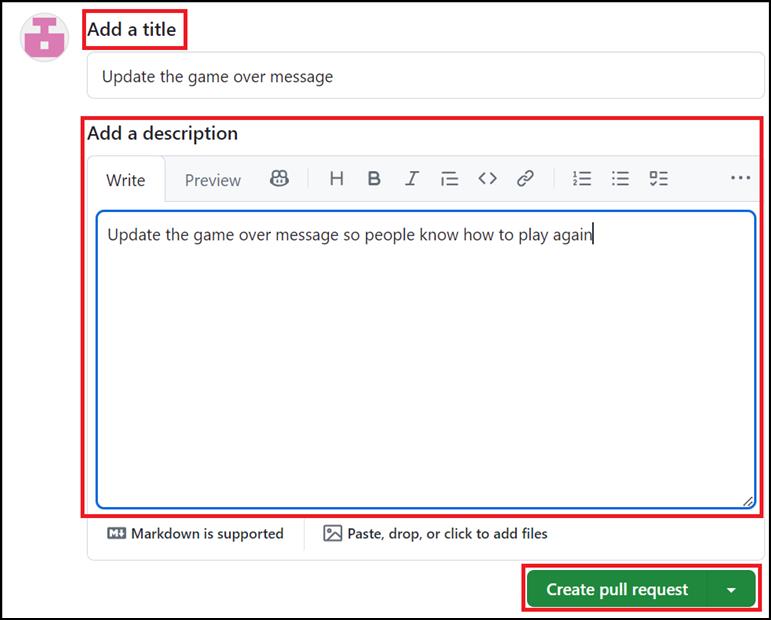 Add a title
Update the game over message
Add a description
Write Preview H B I
Update the game over message so people know how to play again
Markdown is supported Paste, drop, or click to add files
Create pull request